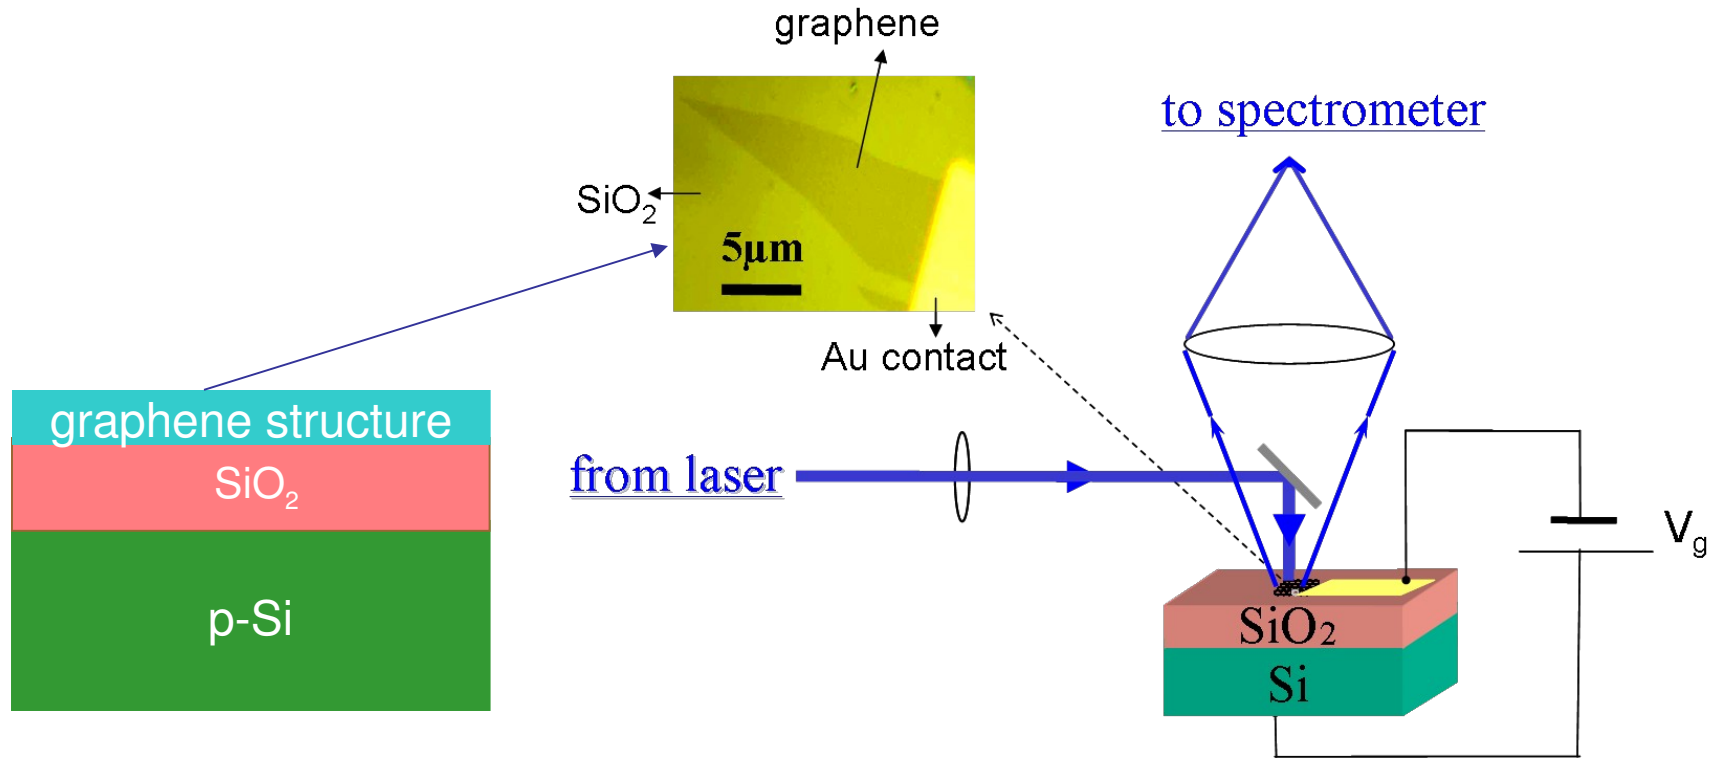 graphene
to spectrometer
SiO₂
5μm
Au contact
graphene structure
SiO₂
from laser
Vg
p-Si
SiO₂
Si